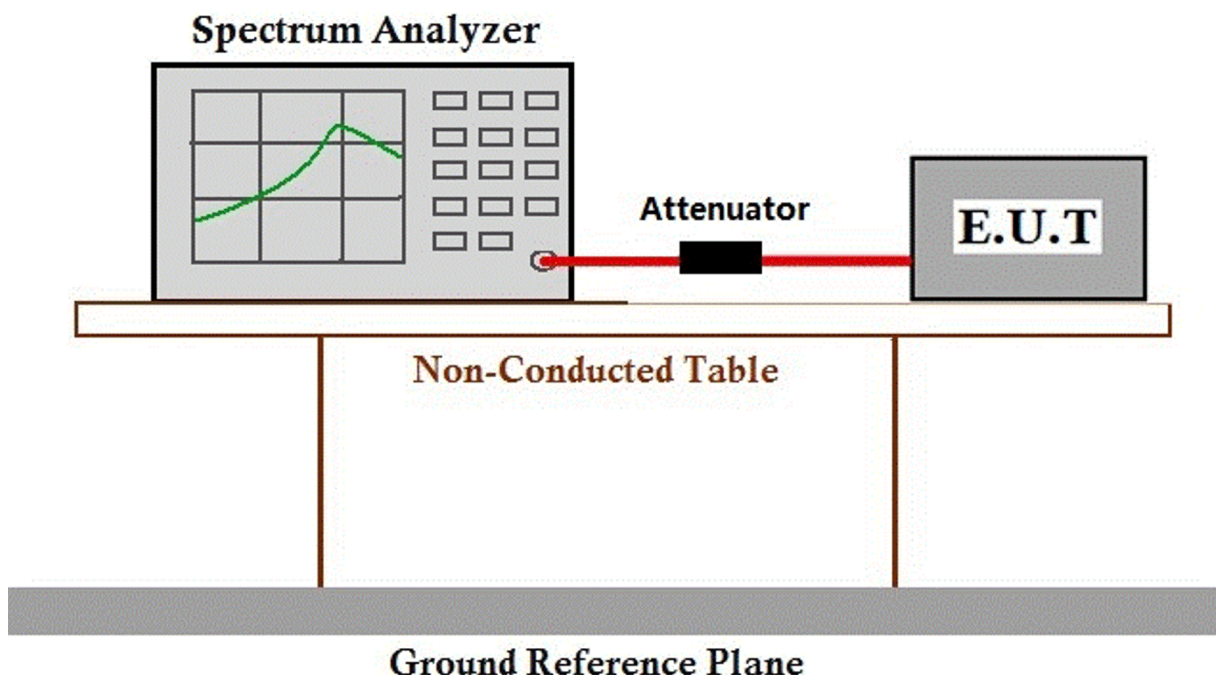 Spectrum Analyzer
Attenuator
E.U.T
Non-Conducted Table
Ground Reference Plane